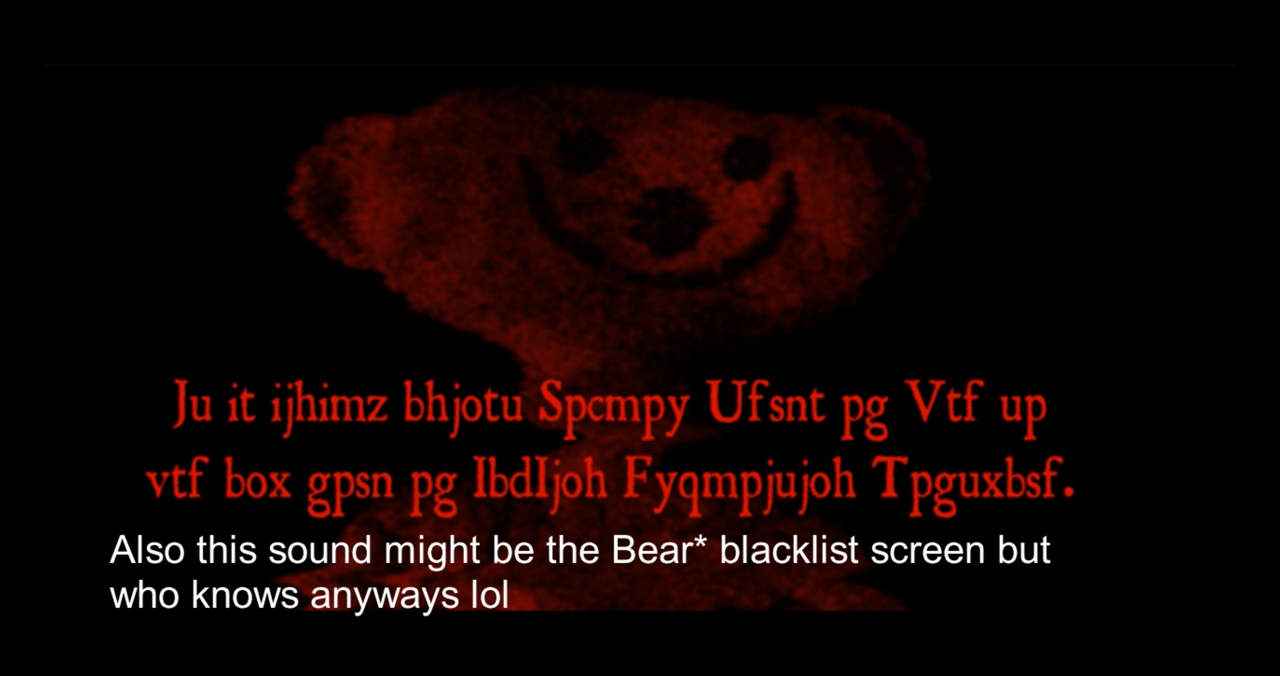 Ju it ijhimz bhjotu Spcmpy Ufsnt pg Vtf up
vtf box gpsn pg IbdIjoh Fyqmpjujoh Tpguxbsf.
Also this sound might be the Bear* blacklist screen but
who knows anyways lol